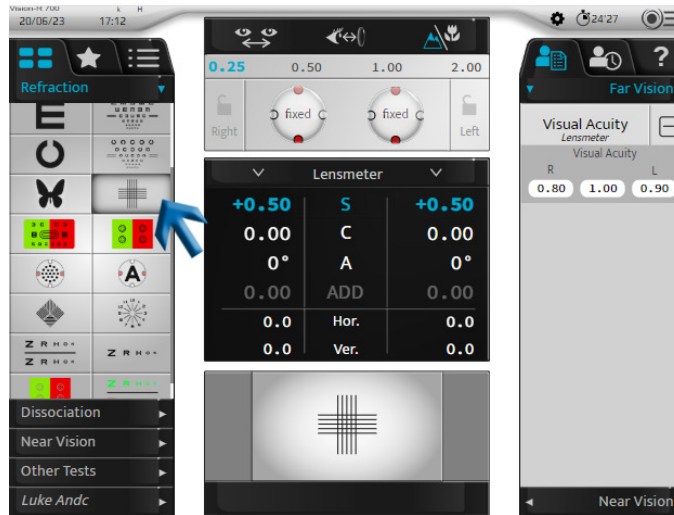 Vision-R 700
20/06/23 17:12
24'27
Refraction
Dissociation
Near Vision
Other Tests
Luke Andc
0.25 0.50 1.00 2.00
Right fixed fixed Left
Lensmeter
+0.50 S +0.50
0.00 C 0.00
0° A 0°
0.00 ADD 0.00
0.0 Hor. 0.0
0.0 Ver. 0.0
E
A
Z R H O N
Z R H O N
Z R H O N
?
Far Vision
Visual Acuity
Lensmeter
Visual Acuity
R L
0.80 1.00 0.90
Near Vision